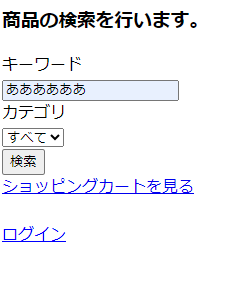 商品の検索を行います。
キーワード
ああああああ
カテゴリ
すべて
検索
ショッピングカートを見る
ログイン